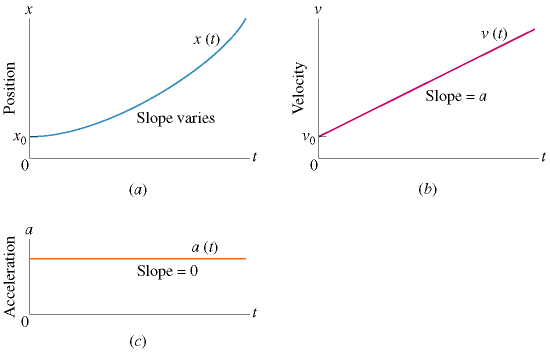 x
x (t)
Position
Slope varies
x0
0
t
(a)
v
v (t)
Velocity
Slope = a
v0
0
t
(b)
a
a (t)
Acceleration
Slope = 0
0
t
(c)